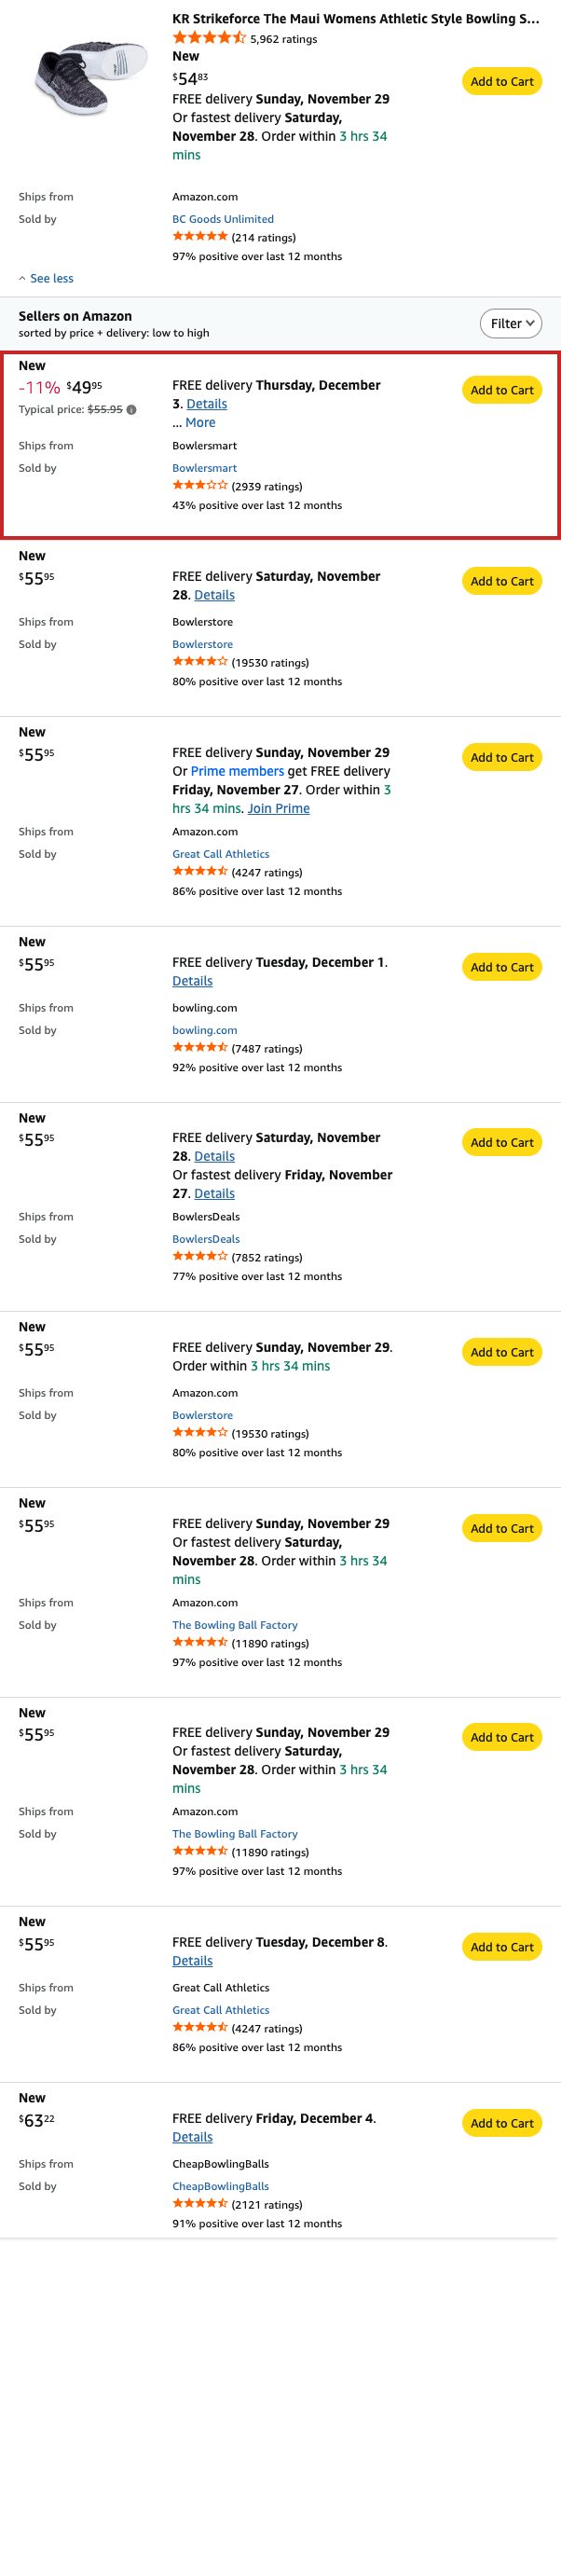 KR Strikeforce The Maui Womens Athletic Style Bowling S...
5,962 ratings
New
$54 83
Add to Cart
FREE delivery Sunday, November 29
Or fastest delivery Saturday,
November 28. Order within 3 hrs 34
mins
Ships from Amazon.com
Sold by BC Goods Unlimited
(214 ratings)
97% positive over last 12 months
See less
Sellers on Amazon
sorted by price + delivery: low to high
Filter
New
-11% $49 95
Typical price: $55.95
FREE delivery Thursday, December
3. Details
... More
Add to Cart
Ships from Bowlersmart
Sold by Bowlersmart
(2939 ratings)
43% positive over last 12 months
New
$55 95
FREE delivery Saturday, November
28. Details
Add to Cart
Ships from Bowlerstore
Sold by Bowlerstore
(19530 ratings)
80% positive over last 12 months
New
$55 95
FREE delivery Sunday, November 29
Or Prime members get FREE delivery
Friday, November 27. Order within 3
hrs 34 mins. Join Prime
Add to Cart
Ships from Amazon.com
Sold by Great Call Athletics
(4247 ratings)
86% positive over last 12 months
New
$55 95
FREE delivery Tuesday, December 1.
Details
Add to Cart
Ships from bowling.com
Sold by bowling.com
(7487 ratings)
92% positive over last 12 months
New
$55 95
FREE delivery Saturday, November
28. Details
Or fastest delivery Friday, November
27. Details
Add to Cart
Ships from BowlersDeals
Sold by BowlersDeals
(7852 ratings)
77% positive over last 12 months
New
$55 95
FREE delivery Sunday, November 29.
Order within 3 hrs 34 mins
Add to Cart
Ships from Amazon.com
Sold by Bowlerstore
(19530 ratings)
80% positive over last 12 months
New
$55 95
FREE delivery Sunday, November 29
Or fastest delivery Saturday,
November 28. Order within 3 hrs 34
mins
Add to Cart
Ships from Amazon.com
Sold by The Bowling Ball Factory
(11890 ratings)
97% positive over last 12 months
New
$55 95
FREE delivery Sunday, November 29
Or fastest delivery Saturday,
November 28. Order within 3 hrs 34
mins
Add to Cart
Ships from Amazon.com
Sold by The Bowling Ball Factory
(11890 ratings)
97% positive over last 12 months
New
$55 95
FREE delivery Tuesday, December 8.
Details
Add to Cart
Ships from Great Call Athletics
Sold by Great Call Athletics
(4247 ratings)
86% positive over last 12 months
New
$63 22
FREE delivery Friday, December 4.
Details
Add to Cart
Ships from CheapBowlingBalls
Sold by CheapBowlingBalls
(2121 ratings)
91% positive over last 12 months